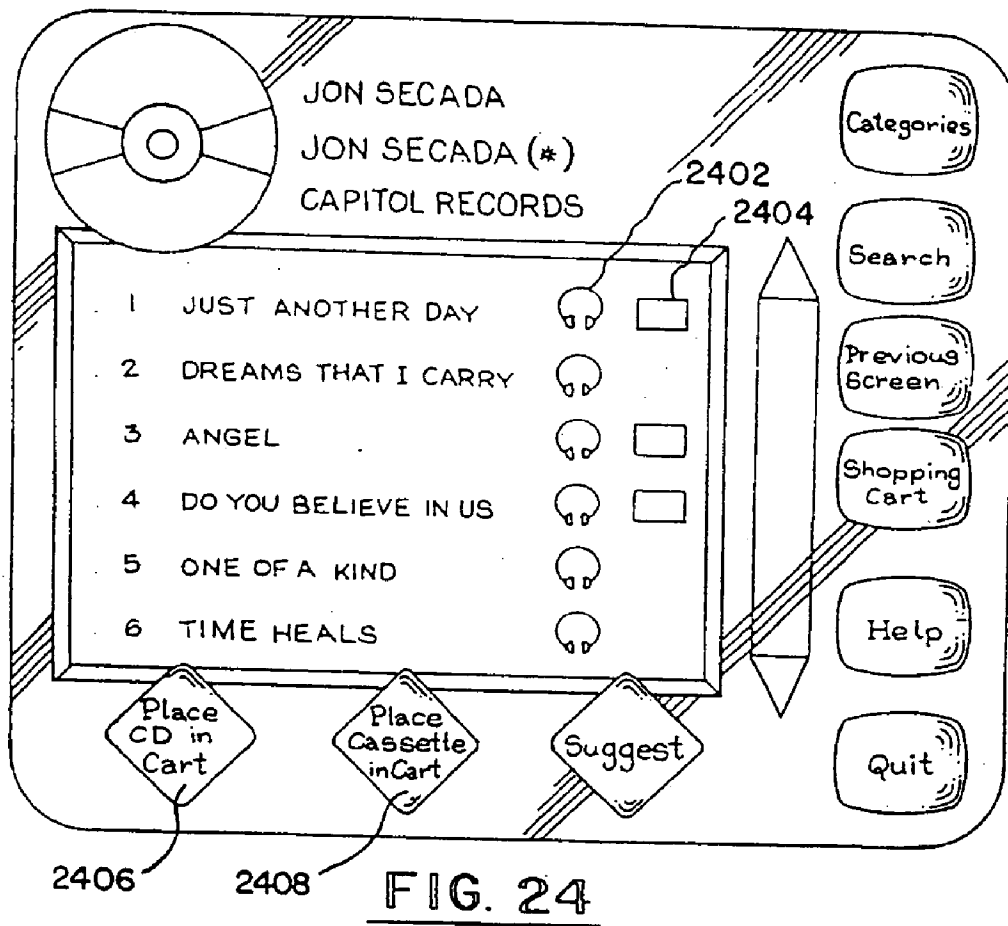 JON SECADA
JON SECADA (*)
CAPITOL RECORDS
2402
2404
1 JUST ANOTHER DAY
2 DREAMS THAT I CARRY
3 ANGEL
4 DO YOU BELIEVE IN US
5 ONE OF A KIND
6 TIME HEALS
Categories
Search
Previous
Screen
Shopping
Cart
Help
Quit
Place
CD in
Cart
Place
Cassette
in Cart
Suggest
2406
2408
FIG. 24